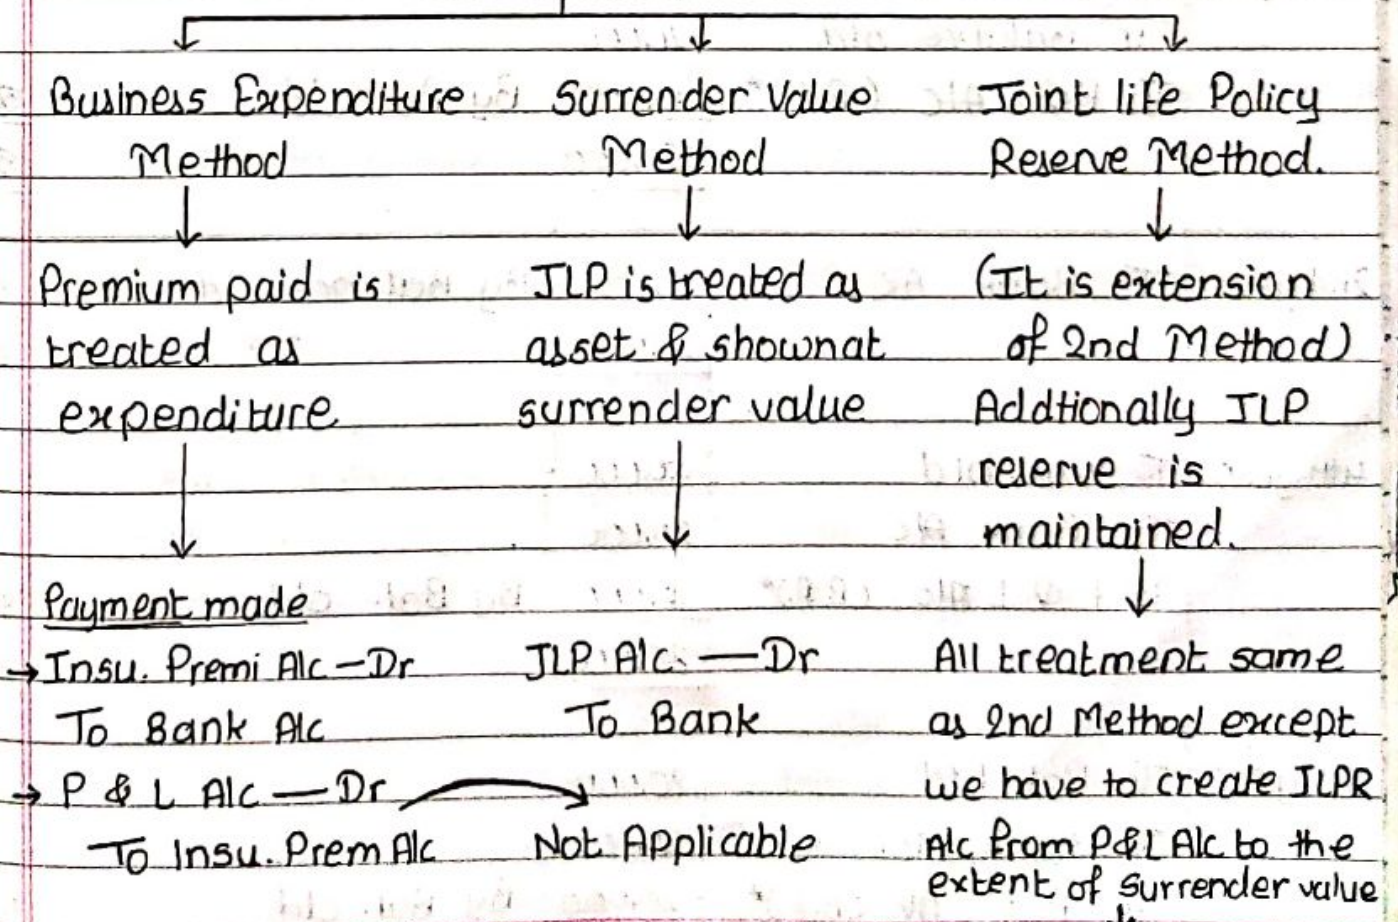 Business Expenditure Method
Premium paid is
treated as
expenditure
Payment made
→ Insu. Premi A/c - Dr
To Bank A/c
→ P & L A/c — Dr
To Insu. Prem A/c
Surrender Value
Method
JLP is treated as
asset & shownat
surrender value
JLP A/c. — Dr
To Bank
Not Applicable
Joint life Policy
Reserve Method.
(It is extension
of 2nd Method)
Addtionally JLP
reserve is
maintained.
All treatment same
as 2nd Method except
we have to create JLPR
A/c from P&L A/c to the
extent of surrender value